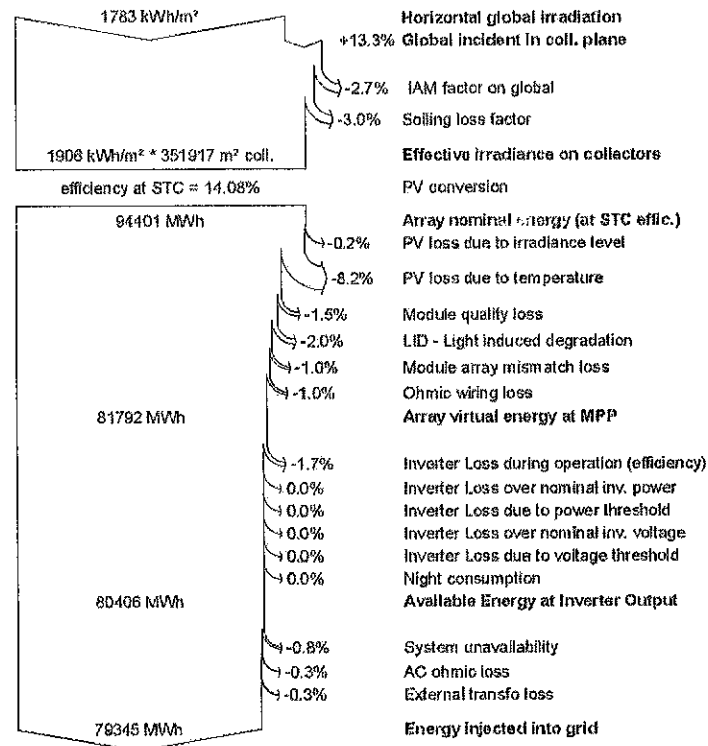 1783 kWh/m² Horizontal global irradiation
+13.3% Global incident in coll. plane
-2.7% IAM factor on global
-3.0% Soiling loss factor
1906 kWh/m² * 351917 m² coll. Effective irradiance on collectors
efficiency at STC = 14.08% PV conversion
94401 MWh Array nominal energy (at STC effic.)
-0.2% PV loss due to irradiance level
-8.2% PV loss due to temperature
-1.5% Module quality loss
-2.0% LID - Light induced degradation
-1.0% Module array mismatch loss
-1.0% Ohmic wiring loss
81792 MWh Array virtual energy at MPP
-1.7% Inverter Loss during operation (efficiency)
0.0% Inverter Loss over nominal inv. power
0.0% Inverter Loss due to power threshold
0.0% Inverter Loss over nominal inv. voltage
0.0% Inverter Loss due to voltage threshold
0.0% Night consumption
80406 MWh Available Energy at Inverter Output
-0.8% System unavailability
-0.3% AC ohmic loss
-0.3% External transfo loss
79345 MWh Energy injected into grid